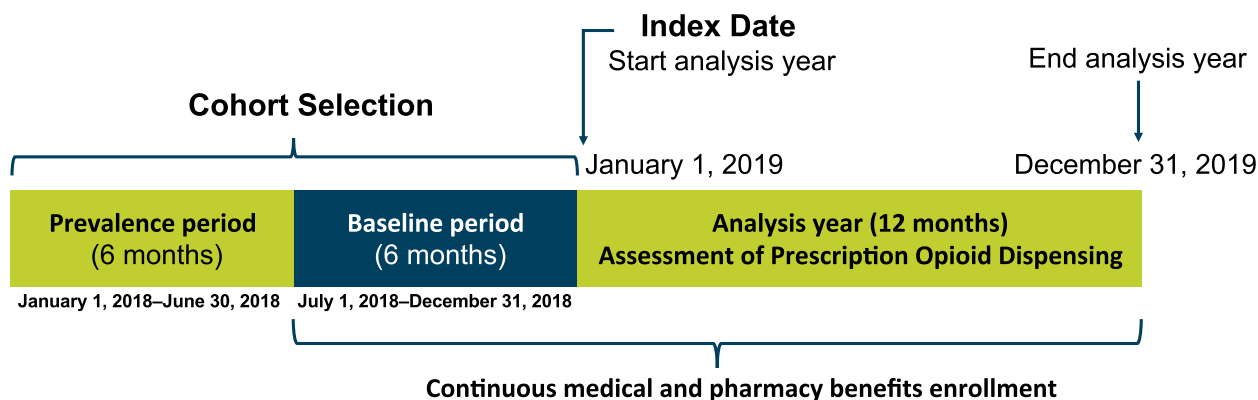 Index Date
Start analysis year
End analysis year
Cohort Selection
January 1, 2019
December 31, 2019
Prevalence period
(6 months)
Baseline period
(6 months)
Analysis year (12 months)
Assessment of Prescription Opioid Dispensing
January 1, 2018–June 30, 2018
July 1, 2018–December 31, 2018
Continuous medical and pharmacy benefits enrollment